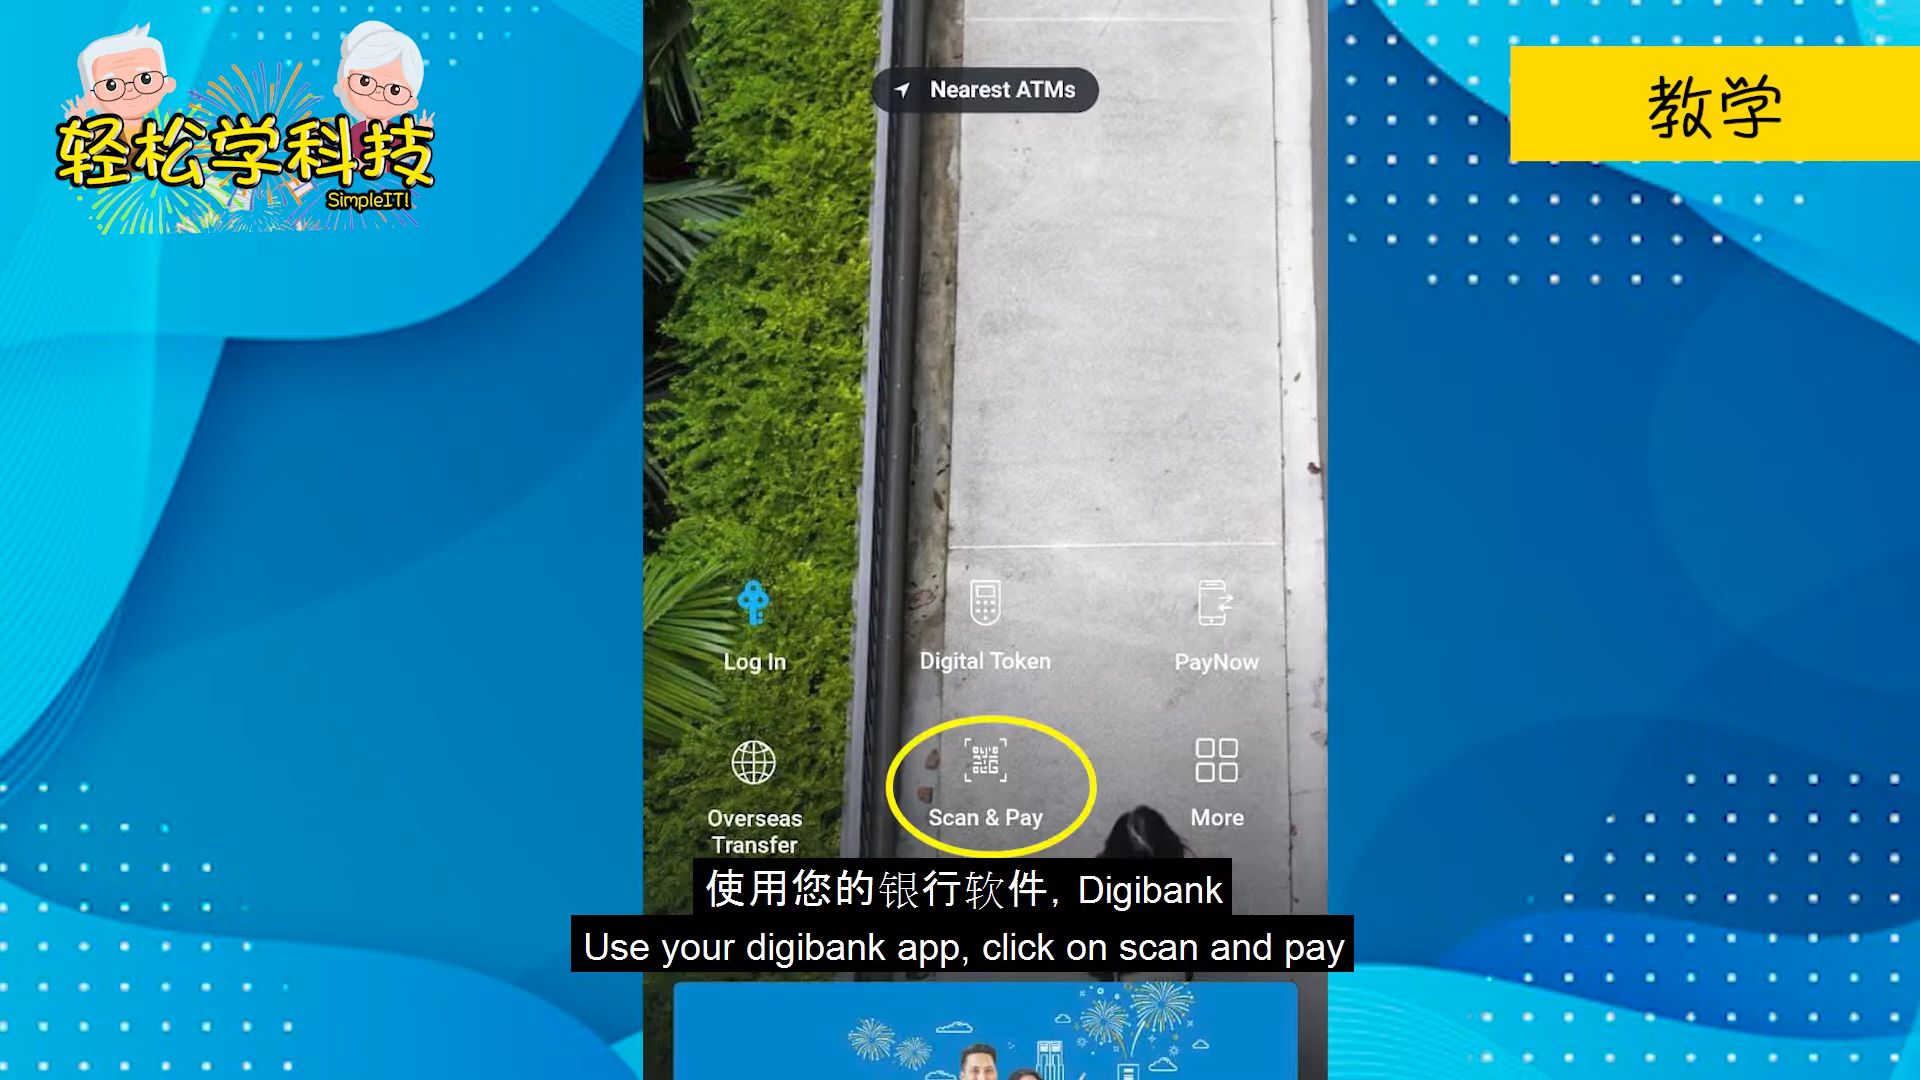 轻松学科技
SimpleIT!
教学
Nearest ATMs
Log In
Digital Token
PayNow
Overseas
Transfer
Scan & Pay
More
使用您的银行软件, Digibank
Use your digibank app, click on scan and pay